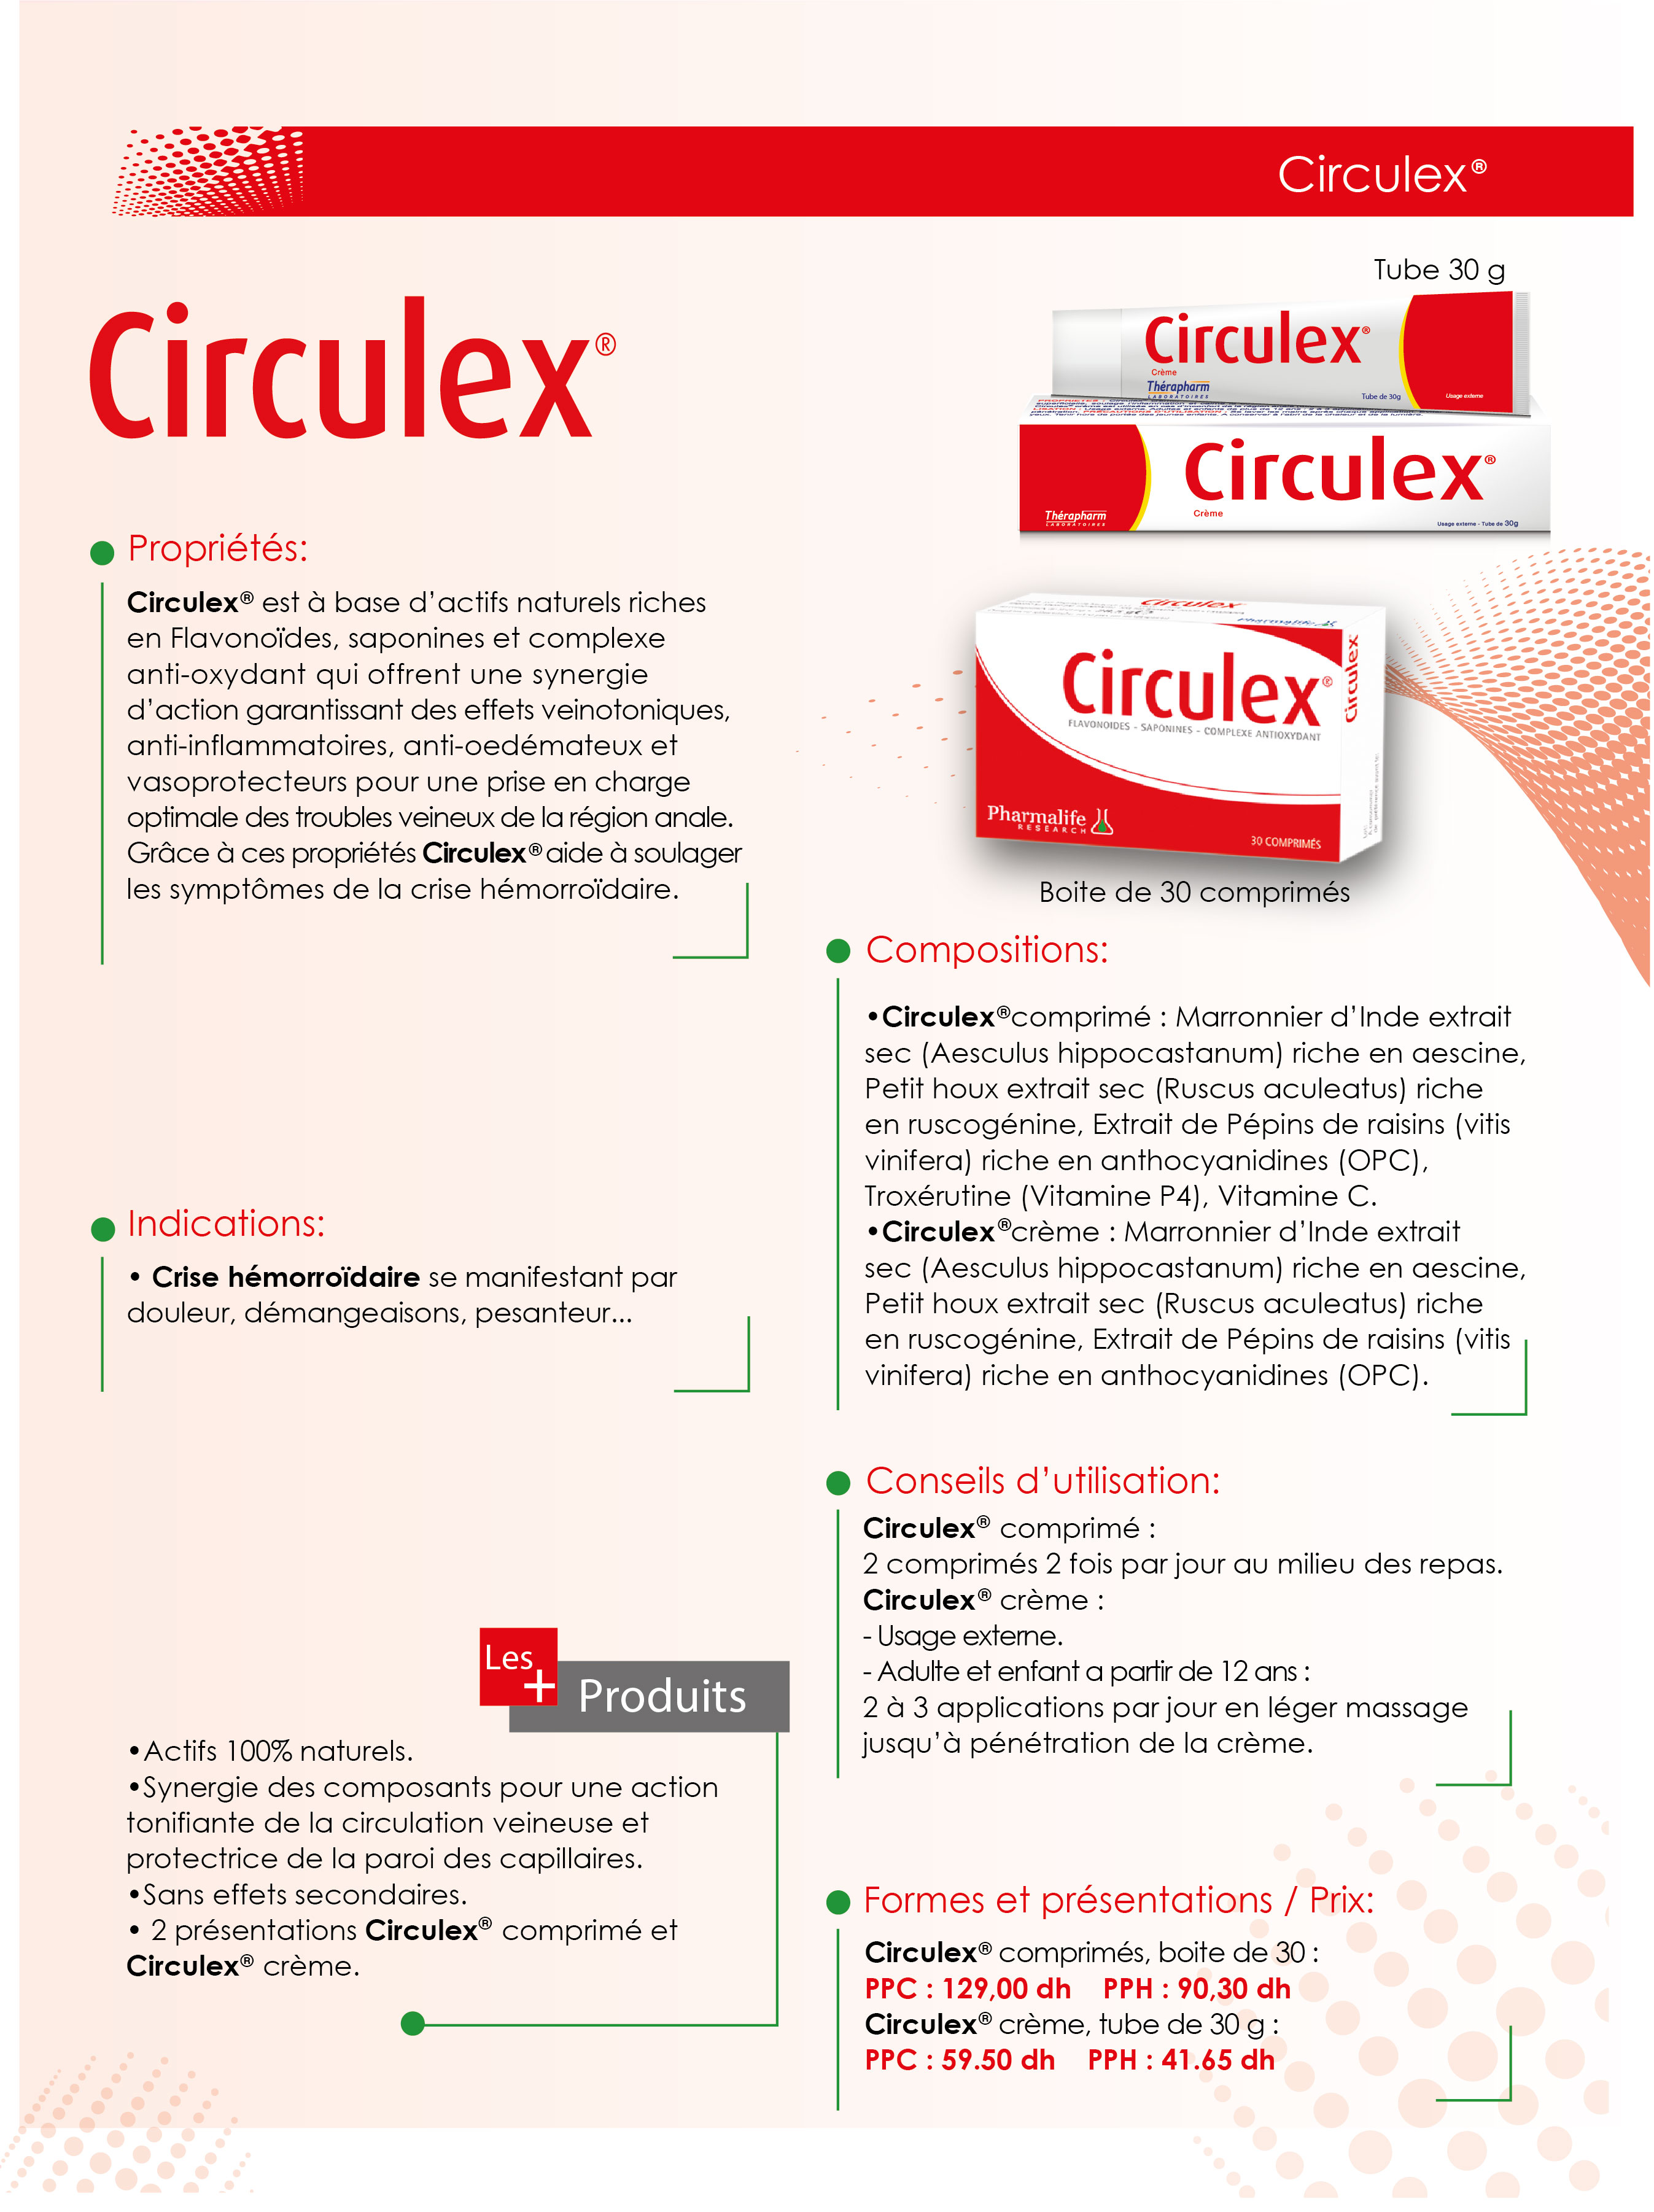 Circulex®
Circulex®
Tube 30 g
Circulex®
Crème
Thérapharm
LABORATOIRES
Tube de 30g
Usage externe
Circulex®
Crème
Thérapharm
LABORATOIRES
Usage externe - Tube de 30g
Circulex
Circulex®
Circulex
FLAVONOIDES - SAPONINES - COMPLEXE ANTIOXYDANT
Pharmalife
RESEARCH
30 COMPRIMÉS
Boite de 30 comprimés
Propriétés:
Circulex® est à base d’actifs naturels riches
en Flavonoïdes, saponines et complexe
anti-oxydant qui offrent une synergie
d’action garantissant des effets veinotoniques,
anti-inflammatoires, anti-oedémateux et
vasoprotecteurs pour une prise en charge
optimale des troubles veineux de la région anale.
Grâce à ces propriétés Circulex® aide à soulager
les symptômes de la crise hémorroïdaire.
Indications:
• Crise hémorroïdaire se manifestant par
douleur, démangeaisons, pesanteur...
Les +
Produits
•Actifs 100% naturels.
•Synergie des composants pour une action
tonifiante de la circulation veineuse et
protectrice de la paroi des capillaires.
•Sans effets secondaires.
• 2 présentations Circulex® comprimé et
Circulex® crème.
Compositions:
•Circulex®comprimé : Marronnier d’Inde extrait
sec (Aesculus hippocastanum) riche en aescine,
Petit houx extrait sec (Ruscus aculeatus) riche
en ruscogénine, Extrait de Pépins de raisins (vitis
vinifera) riche en anthocyanidines (OPC),
Troxérutine (Vitamine P4), Vitamine C.
•Circulex®crème : Marronnier d’Inde extrait
sec (Aesculus hippocastanum) riche en aescine,
Petit houx extrait sec (Ruscus aculeatus) riche
en ruscogénine, Extrait de Pépins de raisins (vitis
vinifera) riche en anthocyanidines (OPC).
Conseils d’utilisation:
Circulex® comprimé :
2 comprimés 2 fois par jour au milieu des repas.
Circulex® crème :
- Usage externe.
- Adulte et enfant a partir de 12 ans :
2 à 3 applications par jour en léger massage
jusqu’à pénétration de la crème.
Formes et présentations / Prix:
Circulex® comprimés, boite de 30 :
PPC : 129,00 dh PPH : 90,30 dh
Circulex® crème, tube de 30 g :
PPC : 59.50 dh PPH : 41.65 dh